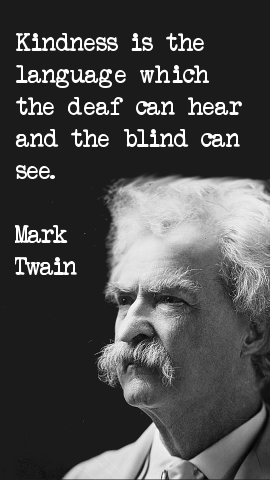 Kindness is the
language which
the deaf can hear
and the blind can
see.
Mark
Twain